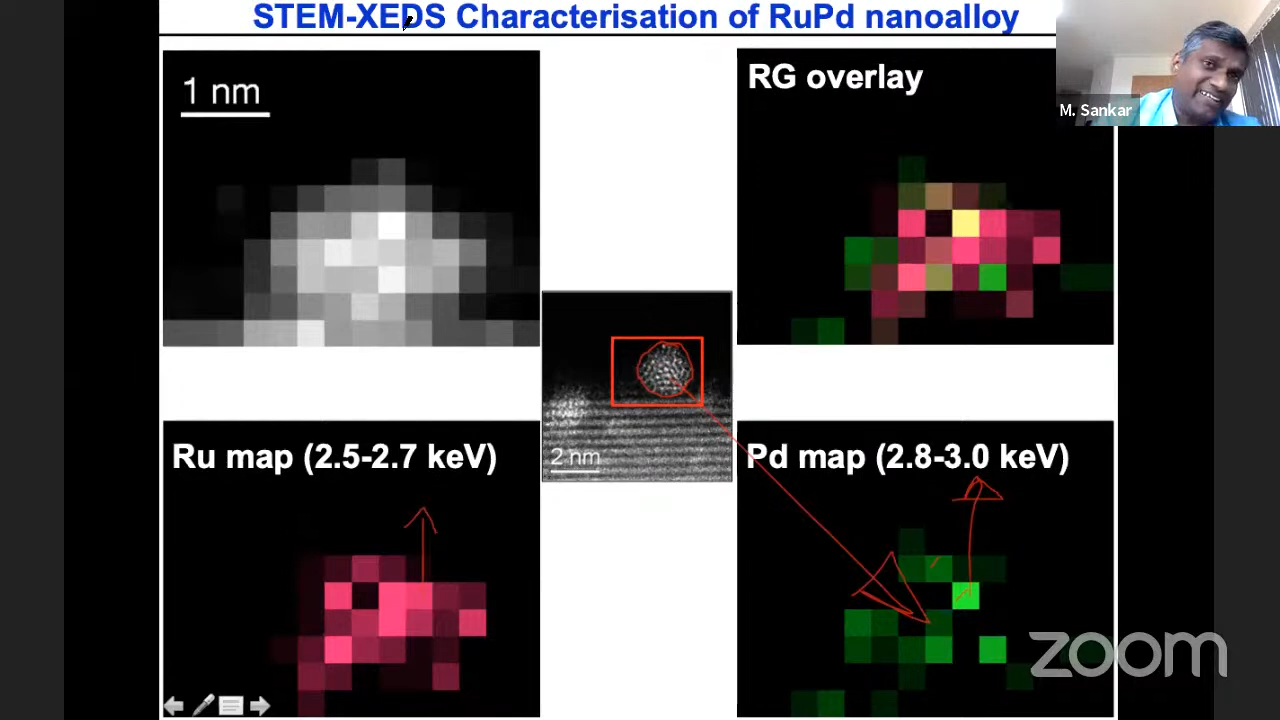 STEM-XEDS Characterisation of RuPd nanoalloy
1 nm
RG overlay
M. Sankar
2 nm
Ru map (2.5-2.7 keV)
Pd map (2.8-3.0 keV)
zoom